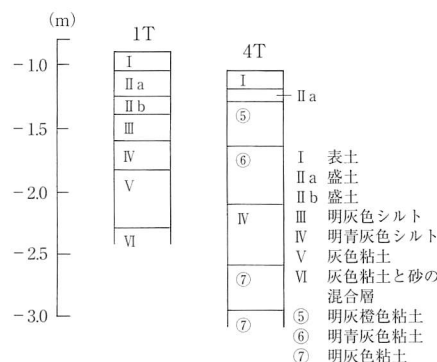 (m)
1T
4T
−1.0
−1.5
−2.0
−2.5
−3.0
Ⅰ
Ⅱa
Ⅱb
Ⅲ
Ⅳ
Ⅴ
Ⅵ
Ⅰ
Ⅱa
⑤
⑥
Ⅳ
⑦
⑦
Ⅰ 表土
Ⅱa 盛土
Ⅱb 盛土
Ⅲ 明灰色シルト
Ⅳ 明青灰色シルト
Ⅴ 灰色粘土
Ⅵ 灰色粘土と砂の
混合層
⑤ 明灰橙色粘土
⑥ 明青灰色粘土
⑦ 明灰色粘土